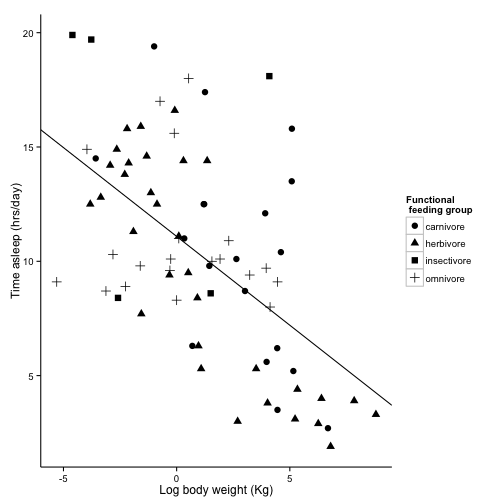 20
15
10
5
Time asleep (hrs/day)
-5
0
5
Log body weight (Kg)
Functional
feeding group
carnivore
herbivore
insectivore
omnivore